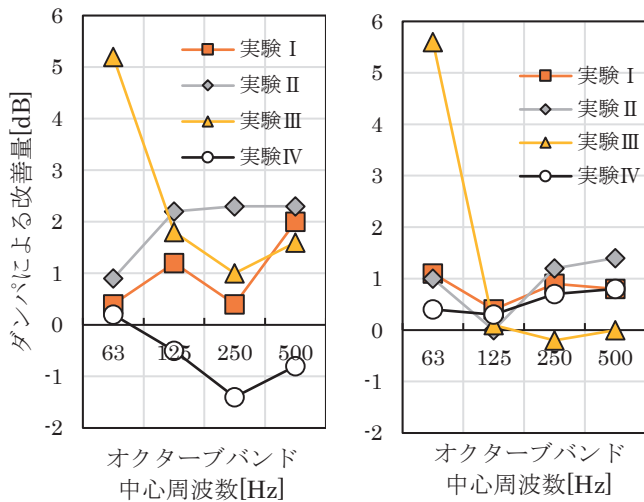 ダンパによる改善量[dB]
6
5
4
3
2
1
0
-1
-2
実験Ⅰ
実験Ⅱ
実験Ⅲ
実験Ⅳ
63
125
250
500
オクターブバンド
中心周波数[Hz]
6
5
4
3
2
1
0
-1
-2
実験Ⅰ
実験Ⅱ
実験Ⅲ
実験Ⅳ
63
125
250
500
オクターブバンド
中心周波数[Hz]